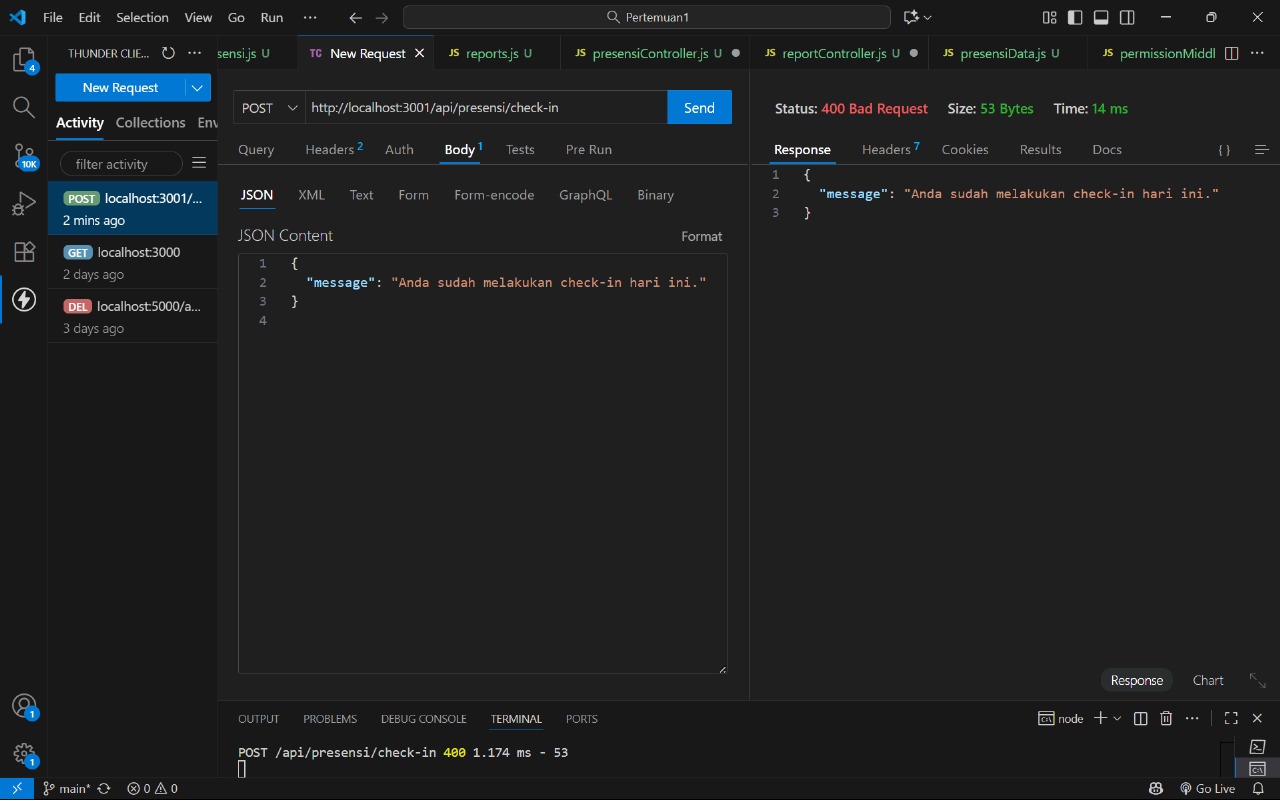 File Edit Selection View Go Run ··· Pertemuan1
THUNDER CLIE... ··· sensi.js U TC New Request JS reports.js U JS presensiController.js U JS reportController.js U JS presensiData.js U JS permissionMiddl ···
New Request
Activity Collections Env
filter activity
POST localhost:3001/...
2 mins ago
GET localhost:3000
2 days ago
DEL localhost:5000/a...
3 days ago
4
10K
1
1
POST http://localhost:3001/api/presensi/check-in Send
Query Headers 2 Auth Body 1 Tests Pre Run
JSON XML Text Form Form-encode GraphQL Binary
JSON Content Format
1 {
2 "message": "Anda sudah melakukan check-in hari ini."
3 }
4
Status: 400 Bad Request Size: 53 Bytes Time: 14 ms
Response Headers 7 Cookies Results Docs { }
1 {
2 "message": "Anda sudah melakukan check-in hari ini."
3 }
Response Chart
OUTPUT PROBLEMS DEBUG CONSOLE TERMINAL PORTS node ···
POST /api/presensi/check-in 400 1.174 ms - 53
main* 0 0 Go Live